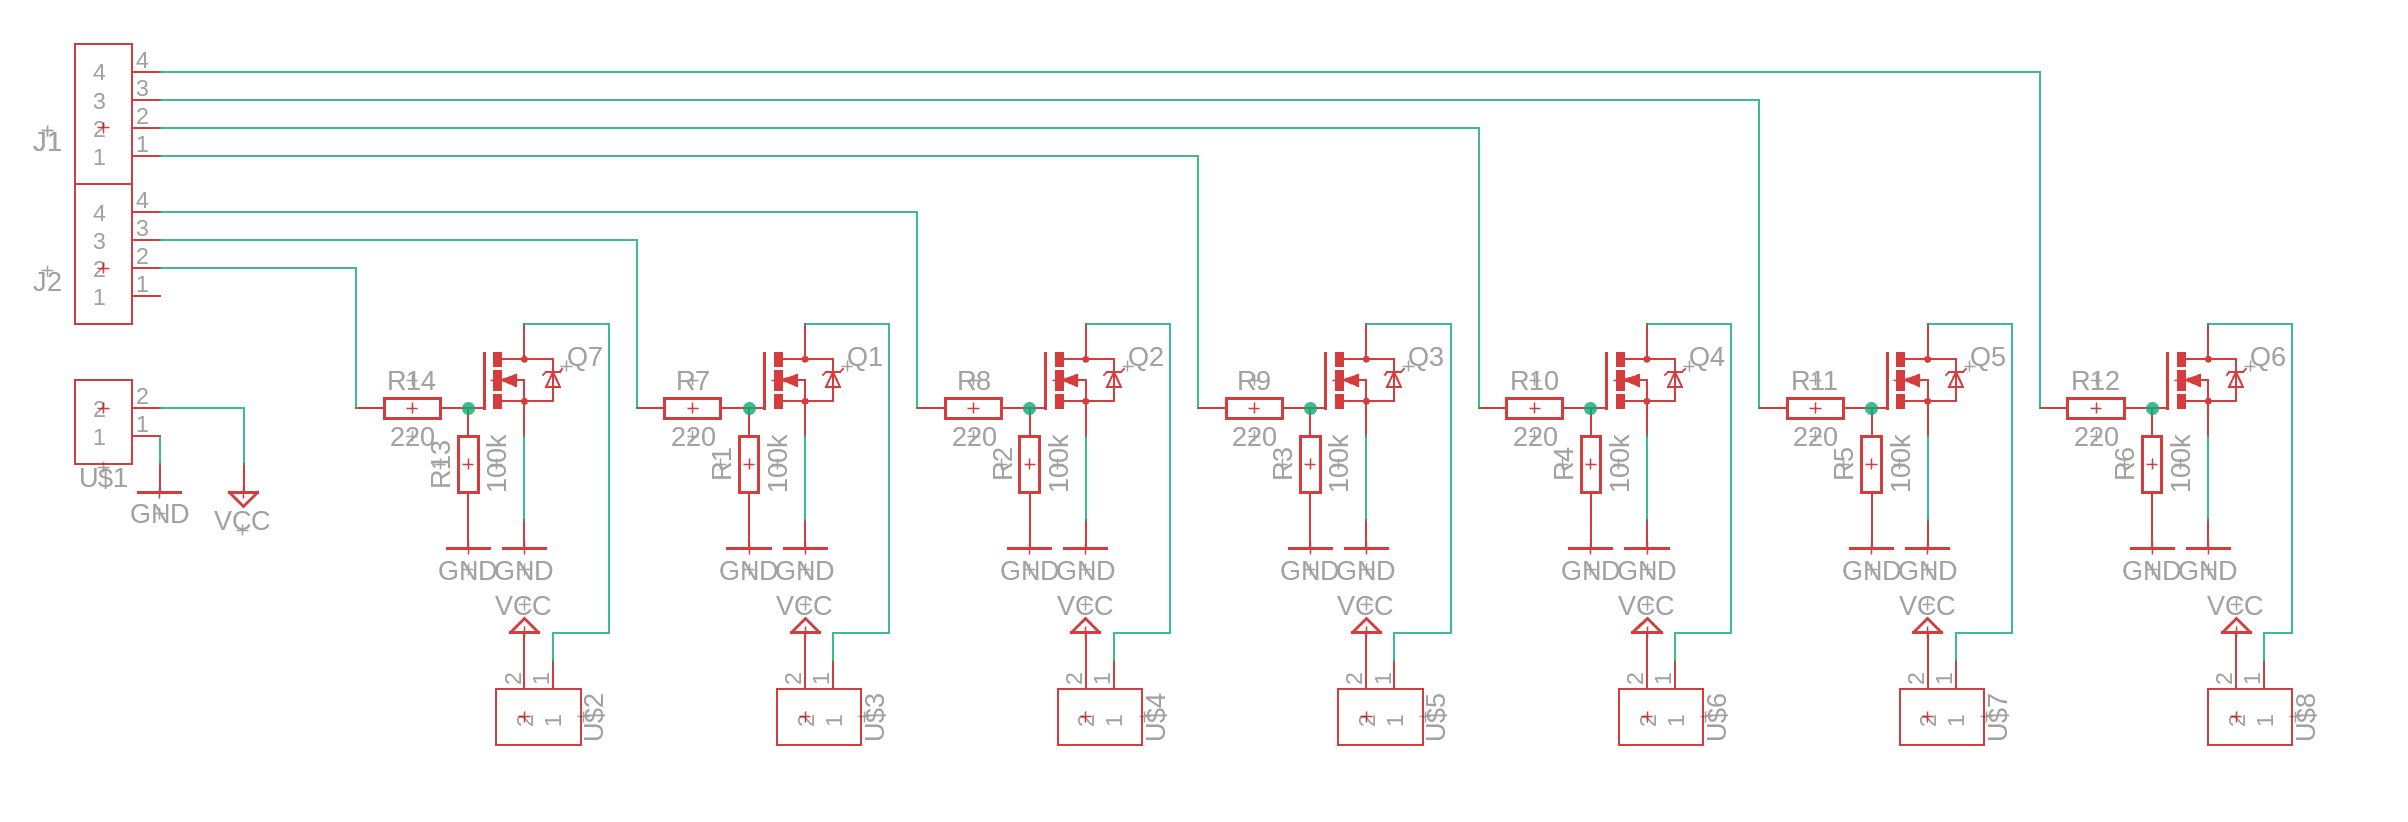 J1
4 4
3 3
2 2
1 1
J2
4 4
3 3
2 2
1 1
U$1
2 2
1 1
GND
VCC
R14 Q7 R7 Q1 R8 Q2 R9 Q3 R10 Q4 R11 Q5 R12 Q6
220 220 220 220 220 220 220
R13 100k R1 100k R2 100k R3 100k R4 100k R5 100k R6 100k
GND GND GND GND GND GND GND GND GND GND GND GND GND GND
VCC VCC VCC VCC VCC VCC VCC
2 1 2 1 2 1 2 1 2 1 2 1 2 1
2 1 U$2 2 1 U$3 2 1 U$4 2 1 U$5 2 1 U$6 2 1 U$7 2 1 U$8